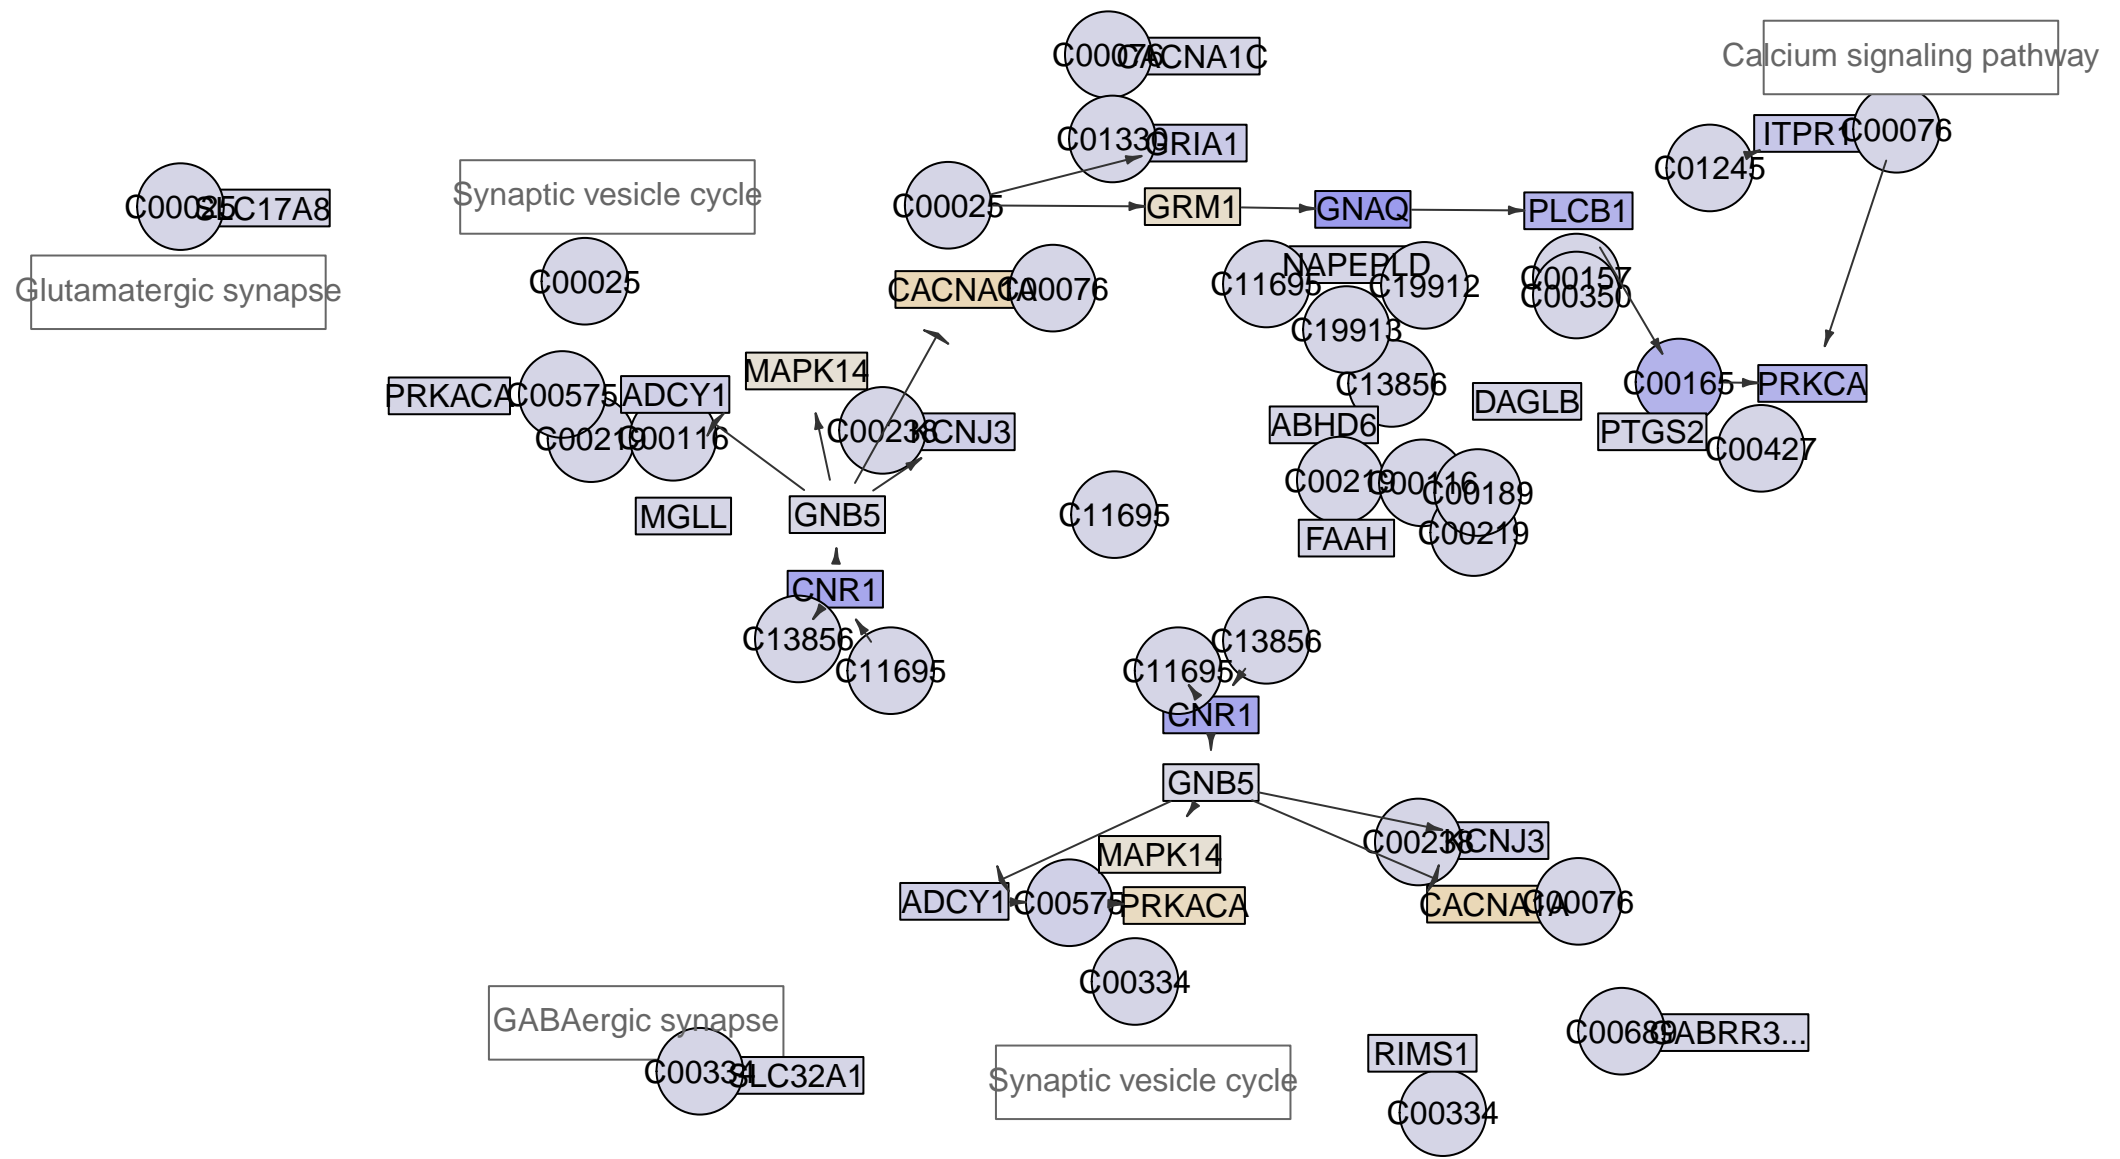 C00076
CACNA1C
Calcium signaling pathway
C01330
GRIA1
ITPR1
C00076
C01245
C00025
SLC17A8
Synaptic vesicle cycle
C00025
GRM1
GNAQ
PLCB1
Glutamatergic synapse
C00025
CACNA1A
C00076
C11695
NAPEPLD
C19912
C00157
C00350
C19913
MAPK14
PRKACA
C00575
ADCY1
C13856
DAGLB
C00165
PRKCA
C00219
C00116
C00238
KCNJ3
ABHD6
PTGS2
C00427
MGLL
GNB5
C11695
C00219
C00116
C00189
FAAH
C00219
CNR1
C13856
C11695
C11695
C13856
CNR1
GNB5
MAPK14
C00238
KCNJ3
ADCY1
C00575
PRKACA
CACNA1A
C00076
C00334
GABAergic synapse
C00334
SLC32A1
Synaptic vesicle cycle
RIMS1
C00334
C00689
GABRR3...